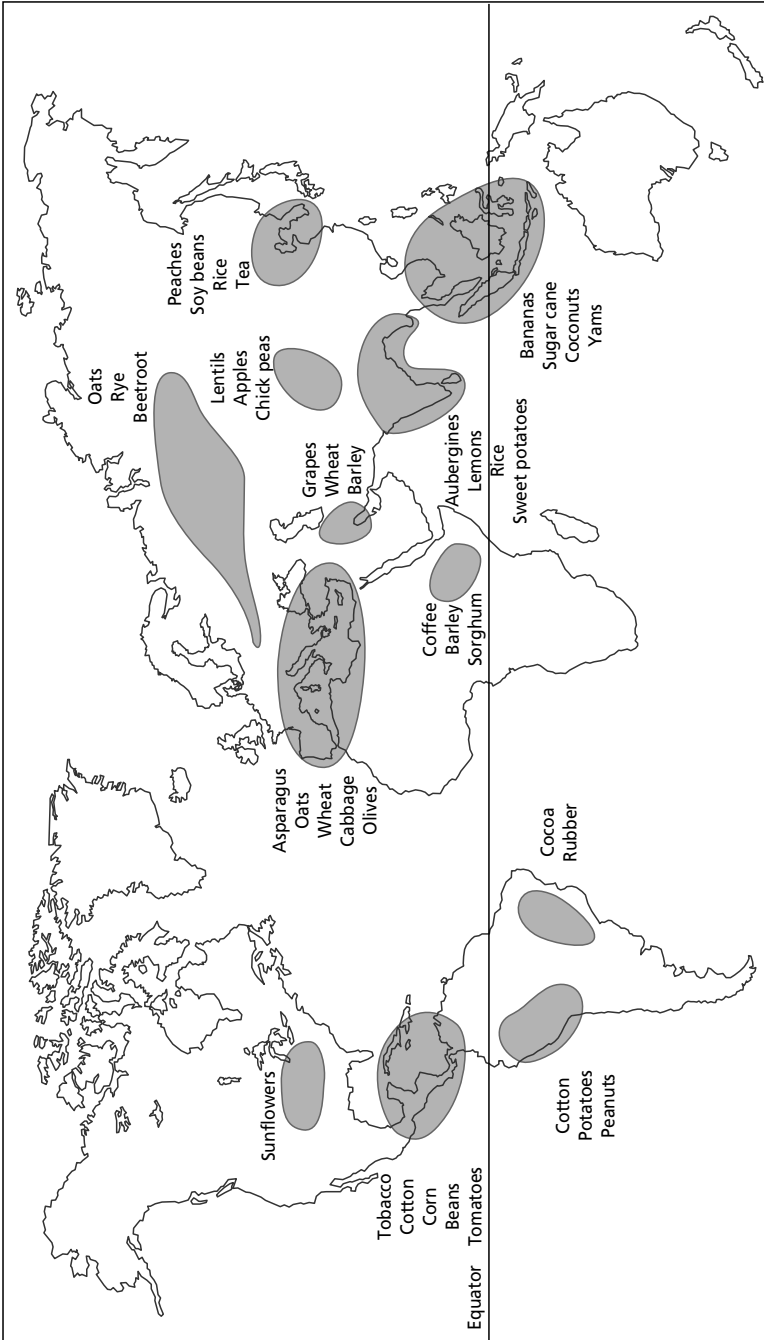 Oats
Rye
Beetroot
Peaches
Soy beans
Rice
Tea
Lentils
Apples
Chick peas
Grapes
Wheat
Barley
Asparagus
Oats
Wheat
Cabbage
Olives
Sunflowers
Tobacco
Cotton
Corn
Beans
Tomatoes
Coffee
Barley
Sorghum
Aubergines
Lemons
Rice
Sweet potatoes
Bananas
Sugar cane
Coconuts
Yams
Equator
Cocoa
Rubber
Cotton
Potatoes
Peanuts